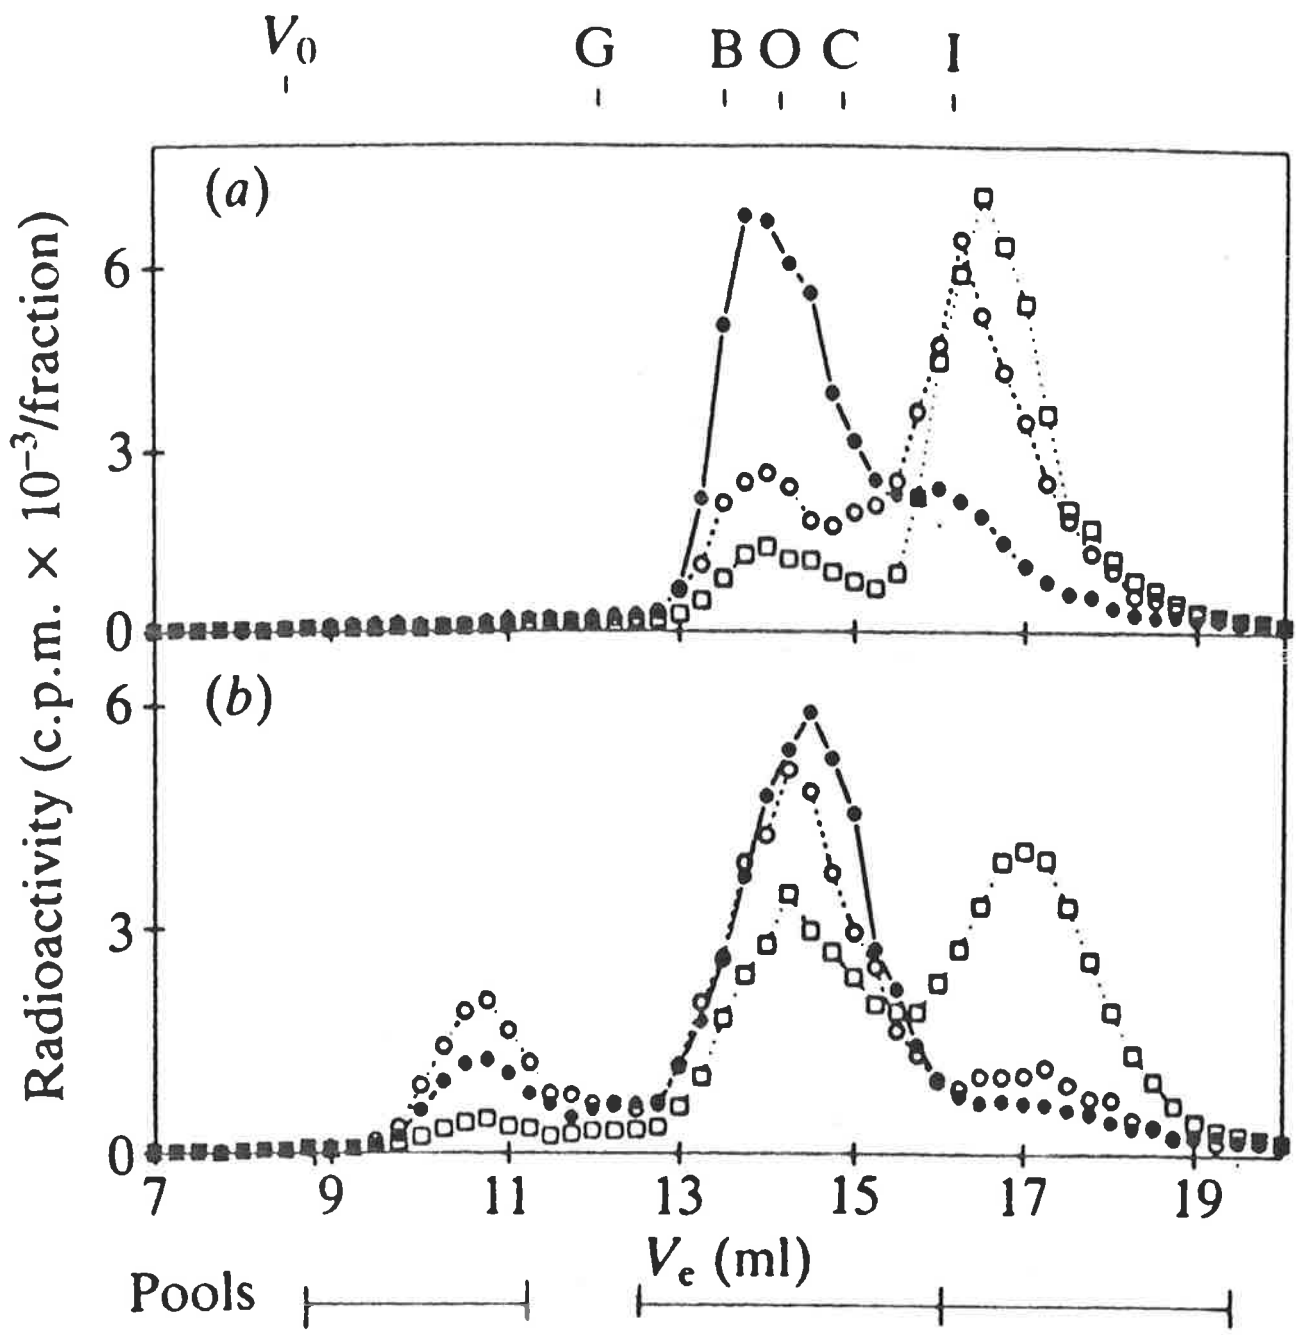 V₀ G B O C I
(a)
6
3
0
(b)
6
3
0
Radioactivity (c.p.m. × 10⁻³/fraction)
7 9 11 13 15 17 19
Vₑ (ml)
Pools